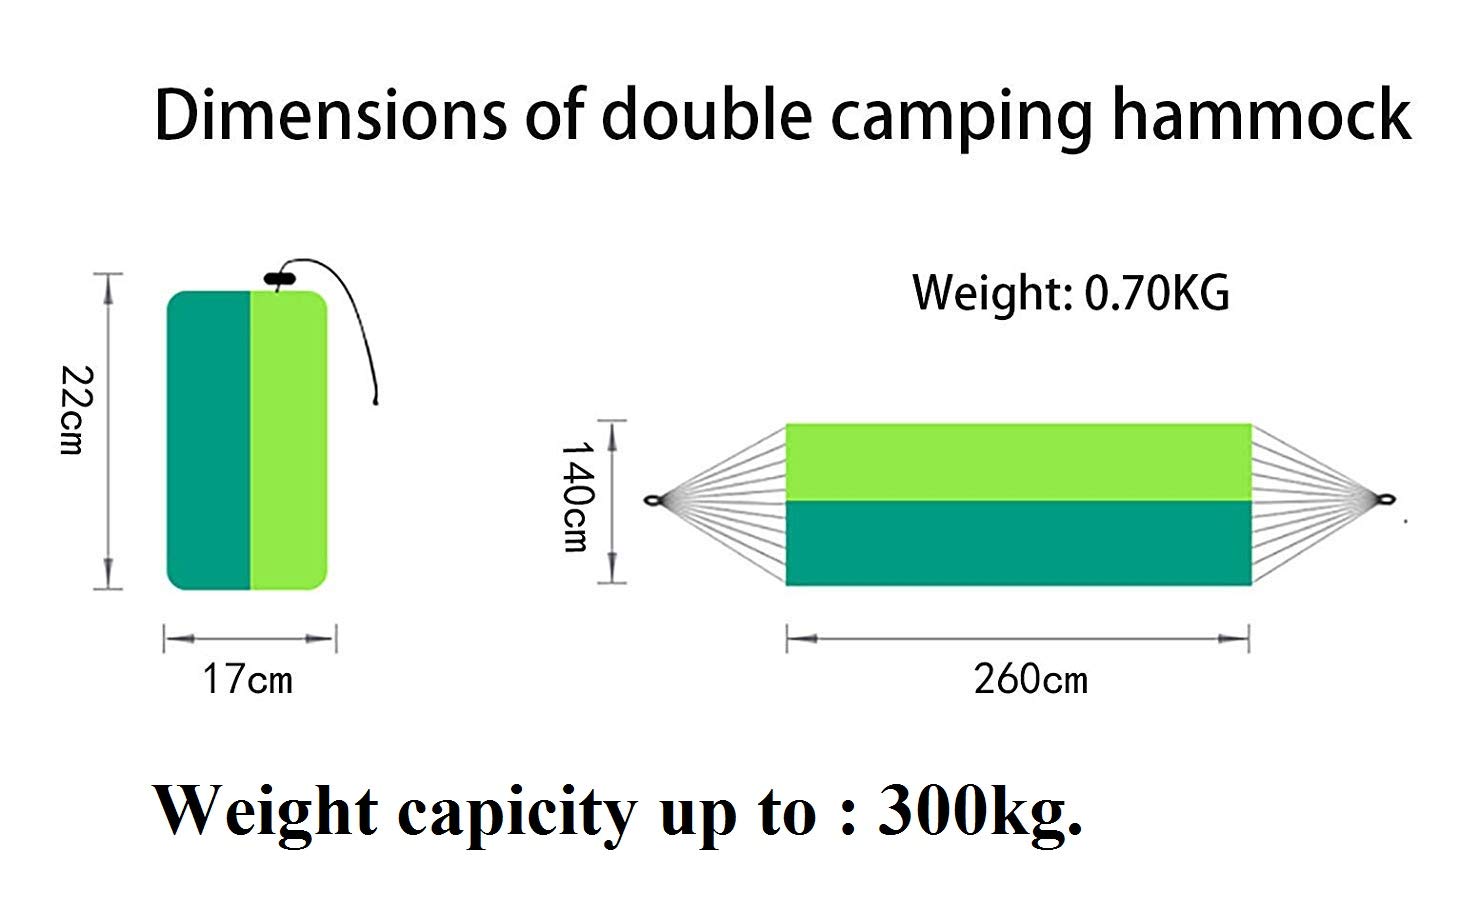 Dimensions of double camping hammock
Weight: 0.70KG
22cm
140cm
17cm
260cm
Weight capicity up to : 300kg.